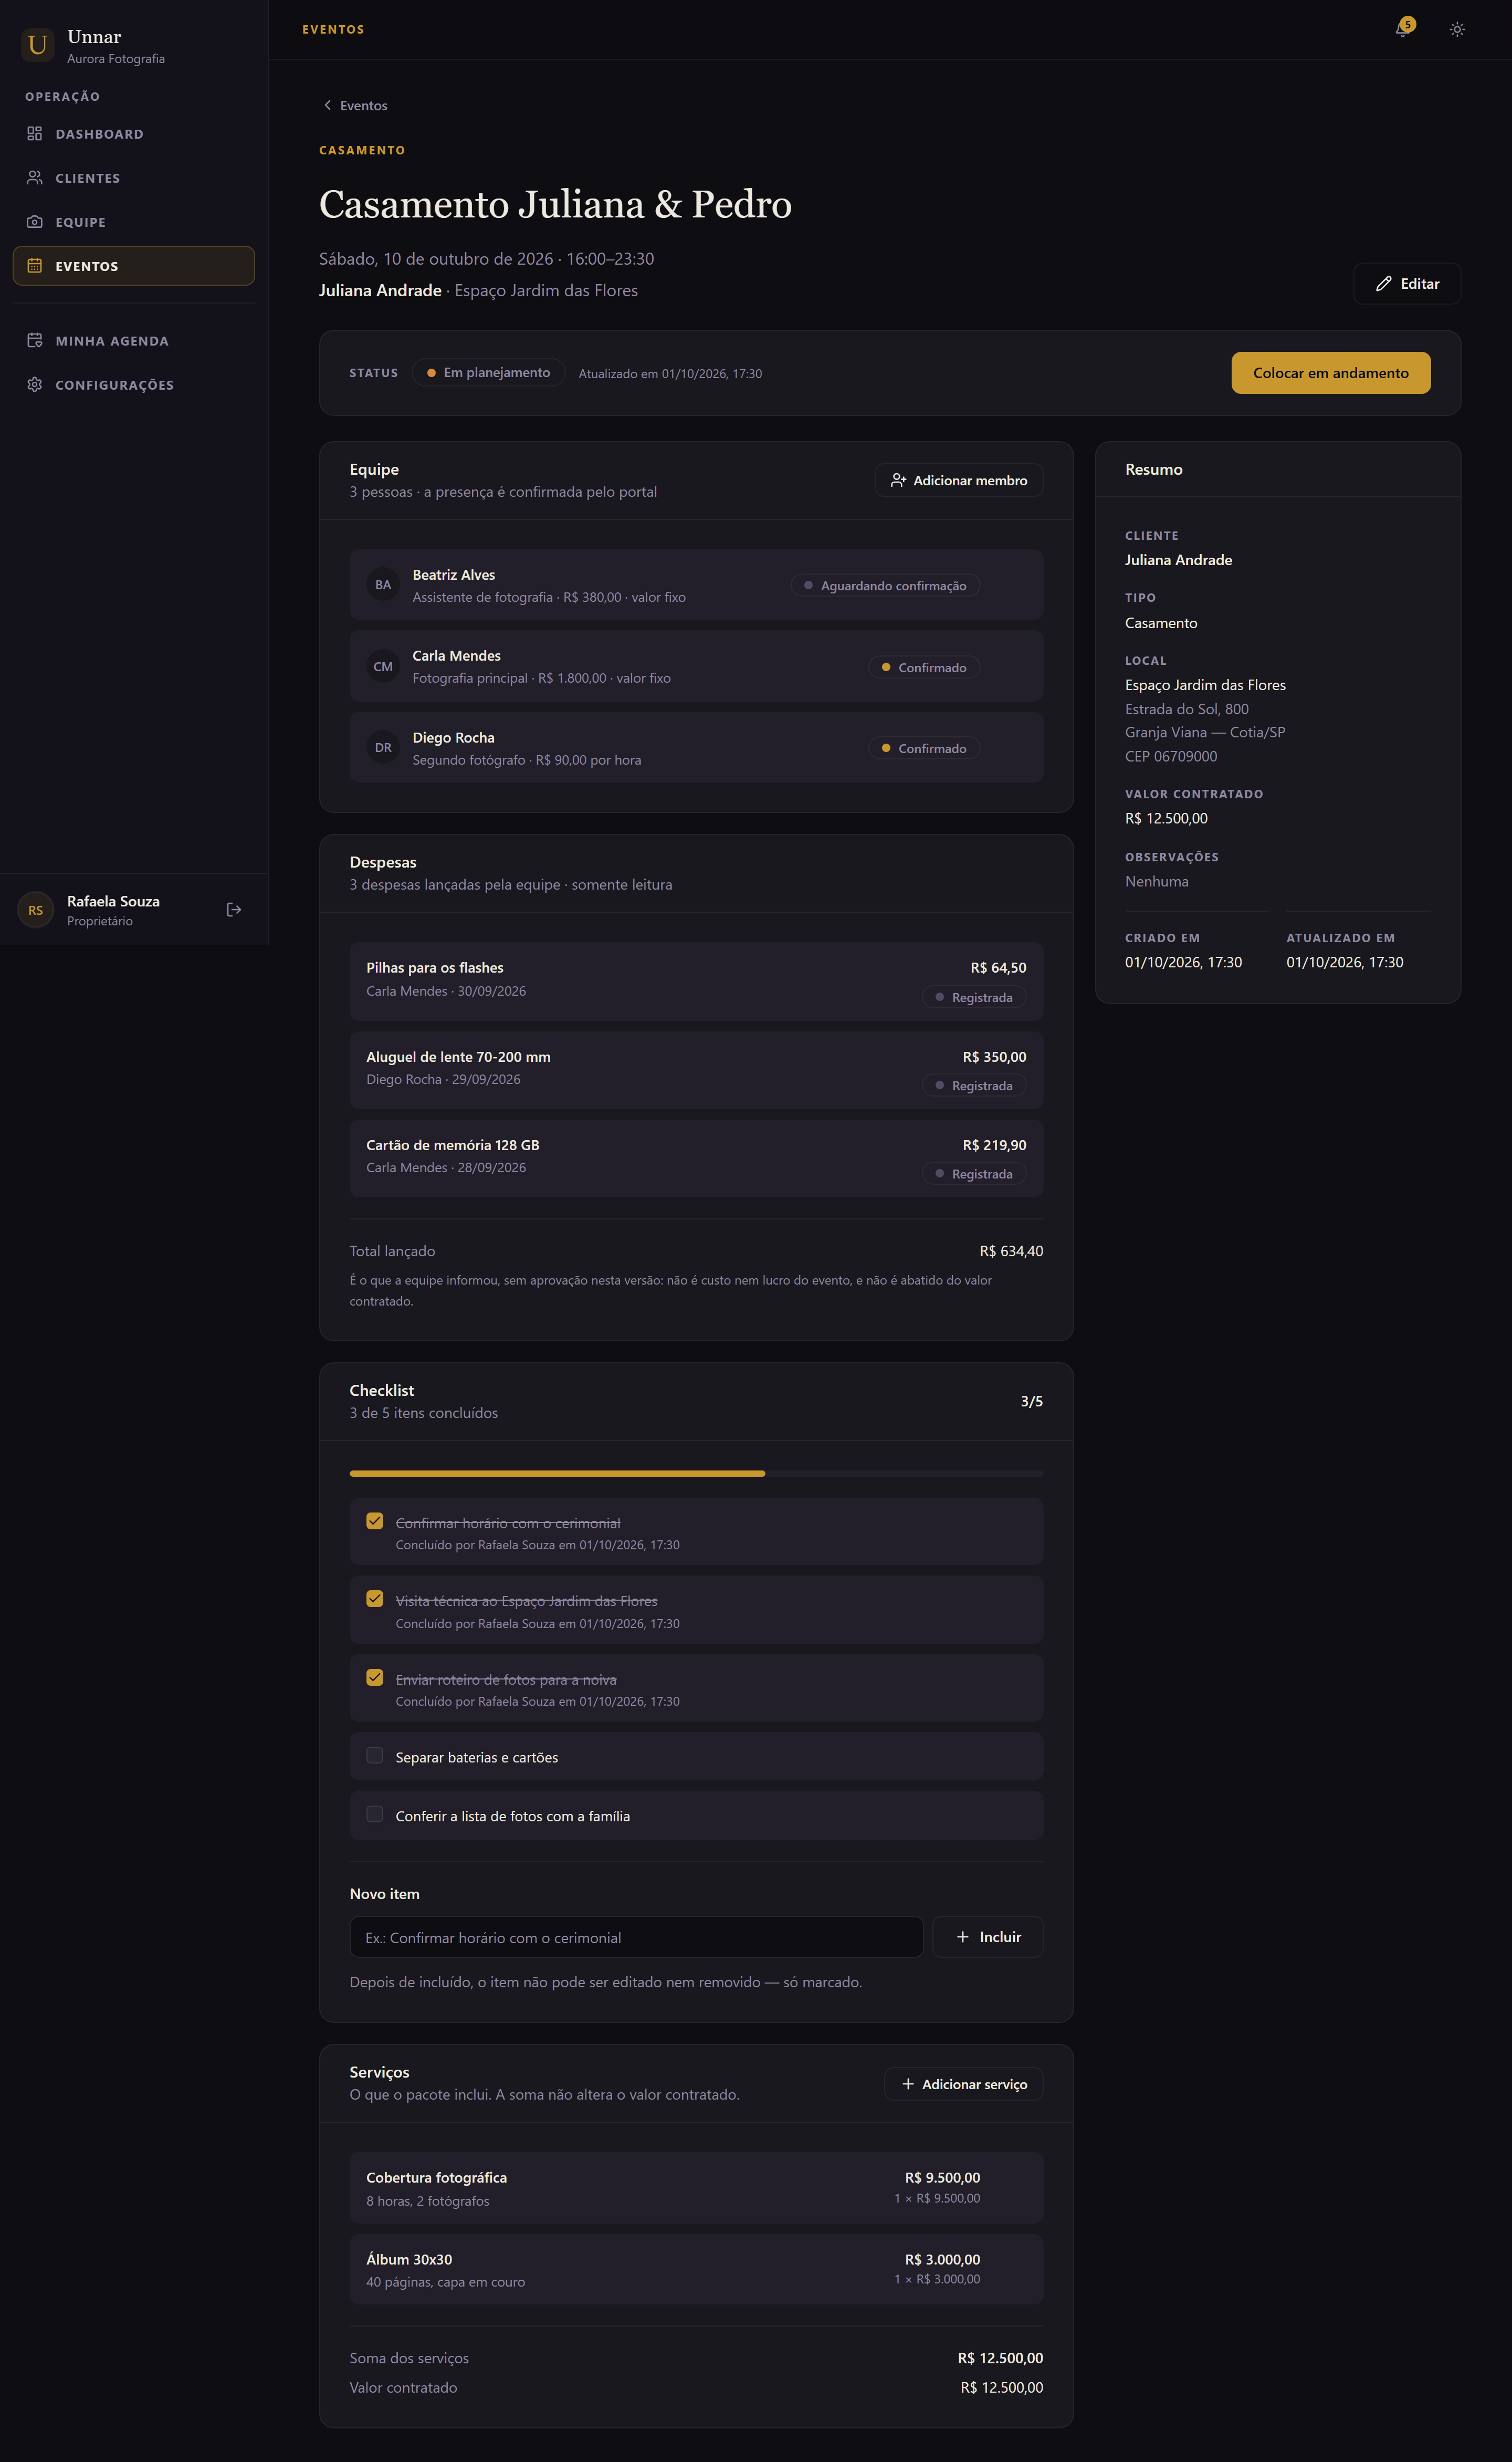 U
Unnar
Aurora Fotografia
OPERAÇÃO
DASHBOARD
CLIENTES
EQUIPE
EVENTOS
MINHA AGENDA
CONFIGURAÇÕES
RS
Rafaela Souza
Proprietário
EVENTOS
5
Eventos
CASAMENTO
Casamento Juliana & Pedro
Sábado, 10 de outubro de 2026 · 16:00–23:30
Juliana Andrade · Espaço Jardim das Flores
Editar
STATUS
Em planejamento
Atualizado em 01/10/2026, 17:30
Colocar em andamento
Equipe
3 pessoas · a presença é confirmada pelo portal
Adicionar membro
BA
Beatriz Alves
Assistente de fotografia · R$ 380,00 · valor fixo
Aguardando confirmação
CM
Carla Mendes
Fotografia principal · R$ 1.800,00 · valor fixo
Confirmado
DR
Diego Rocha
Segundo fotógrafo · R$ 90,00 por hora
Confirmado
Despesas
3 despesas lançadas pela equipe · somente leitura
Pilhas para os flashes
R$ 64,50
Carla Mendes · 30/09/2026
Registrada
Aluguel de lente 70-200 mm
R$ 350,00
Diego Rocha · 29/09/2026
Registrada
Cartão de memória 128 GB
R$ 219,90
Carla Mendes · 28/09/2026
Registrada
Total lançado
R$ 634,40
É o que a equipe informou, sem aprovação nesta versão: não é custo nem lucro do evento, e não é abatido do valor
contratado.
Checklist
3 de 5 itens concluídos
3/5
Confirmar horário com o cerimonial
Concluído por Rafaela Souza em 01/10/2026, 17:30
Visita técnica ao Espaço Jardim das Flores
Concluído por Rafaela Souza em 01/10/2026, 17:30
Enviar roteiro de fotos para a noiva
Concluído por Rafaela Souza em 01/10/2026, 17:30
Separar baterias e cartões
Conferir a lista de fotos com a família
Novo item
Ex.: Confirmar horário com o cerimonial
Incluir
Depois de incluído, o item não pode ser editado nem removido — só marcado.
Serviços
O que o pacote inclui. A soma não altera o valor contratado.
Adicionar serviço
Cobertura fotográfica
R$ 9.500,00
8 horas, 2 fotógrafos
1 × R$ 9.500,00
Álbum 30x30
R$ 3.000,00
40 páginas, capa em couro
1 × R$ 3.000,00
Soma dos serviços
R$ 12.500,00
Valor contratado
R$ 12.500,00
Resumo
CLIENTE
Juliana Andrade
TIPO
Casamento
LOCAL
Espaço Jardim das Flores
Estrada do Sol, 800
Granja Viana — Cotia/SP
CEP 06709000
VALOR CONTRATADO
R$ 12.500,00
OBSERVAÇÕES
Nenhuma
CRIADO EM
01/10/2026, 17:30
ATUALIZADO EM
01/10/2026, 17:30